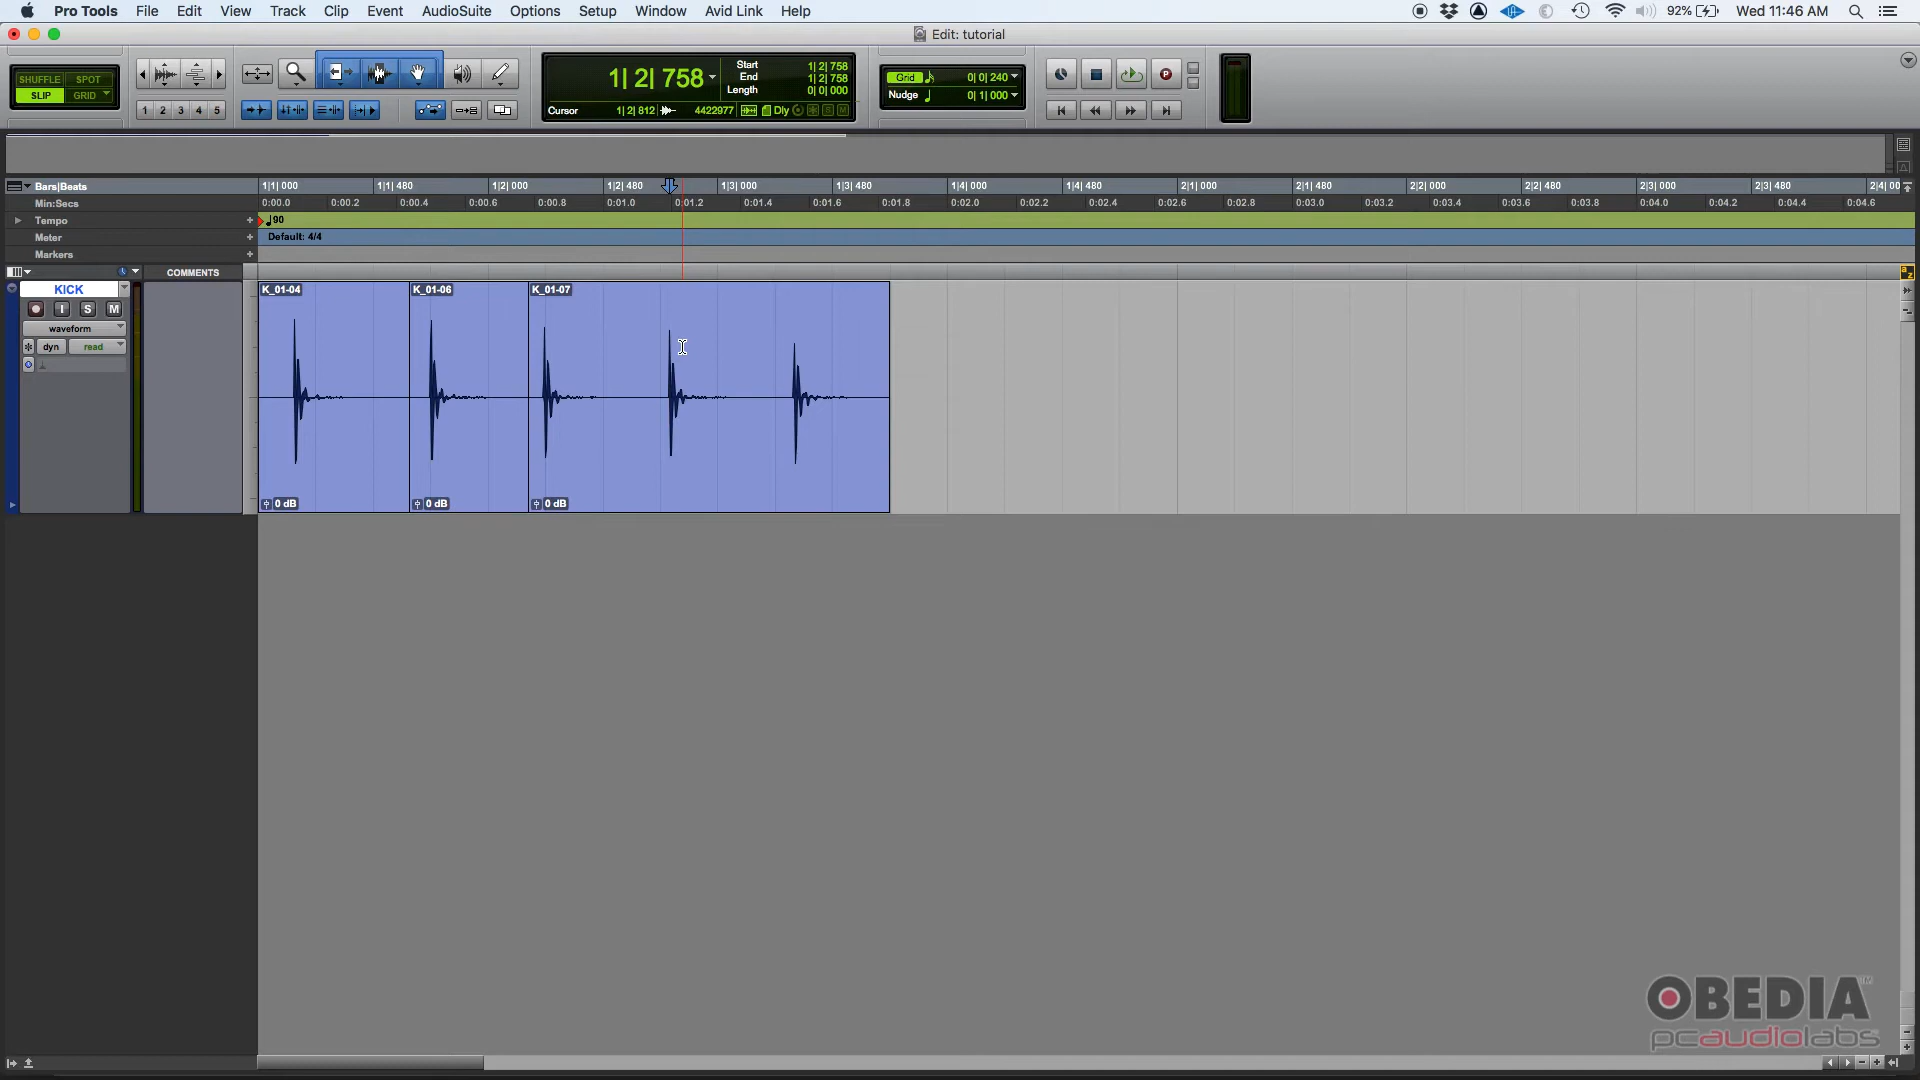 Pro Tools File Edit View Track Clip Event AudioSuite Options Setup Window Avid Link Help 92% Wed 11:46 AM
Edit: tutorial
SHUFFLE SPOT
SLIP GRID
1 2 3 4 5
1| 2| 758
Start 1| 2| 758
End 1| 2| 758
Length 0| 0| 000
Cursor 1| 2| 812 4422977 Dly
Grid 0| 0| 240
Nudge 0| 1| 000
Bars|Beats 1|1| 000 1|1| 480 1|2| 000 1|2| 480 1|3| 000 1|3| 480 1|4| 000 1|4| 480 2|1| 000 2|1| 480 2|2| 000 2|2| 480 2|3| 000 2|3| 480 2|4| 00
Min:Secs 0:00.0 0:00.2 0:00.4 0:00.6 0:00.8 0:01.0 0:01.2 0:01.4 0:01.6 0:01.8 0:02.0 0:02.2 0:02.4 0:02.6 0:02.8 0:03.0 0:03.2 0:03.4 0:03.6 0:03.8 0:04.0 0:04.2 0:04.4 0:04.6
Tempo 90
Meter Default: 4/4
Markers
COMMENTS
KICK
I S M
waveform
dyn read
K_01-04 K_01-06 K_01-07
0 dB 0 dB 0 dB
OBEDIA
pcaudiolabs